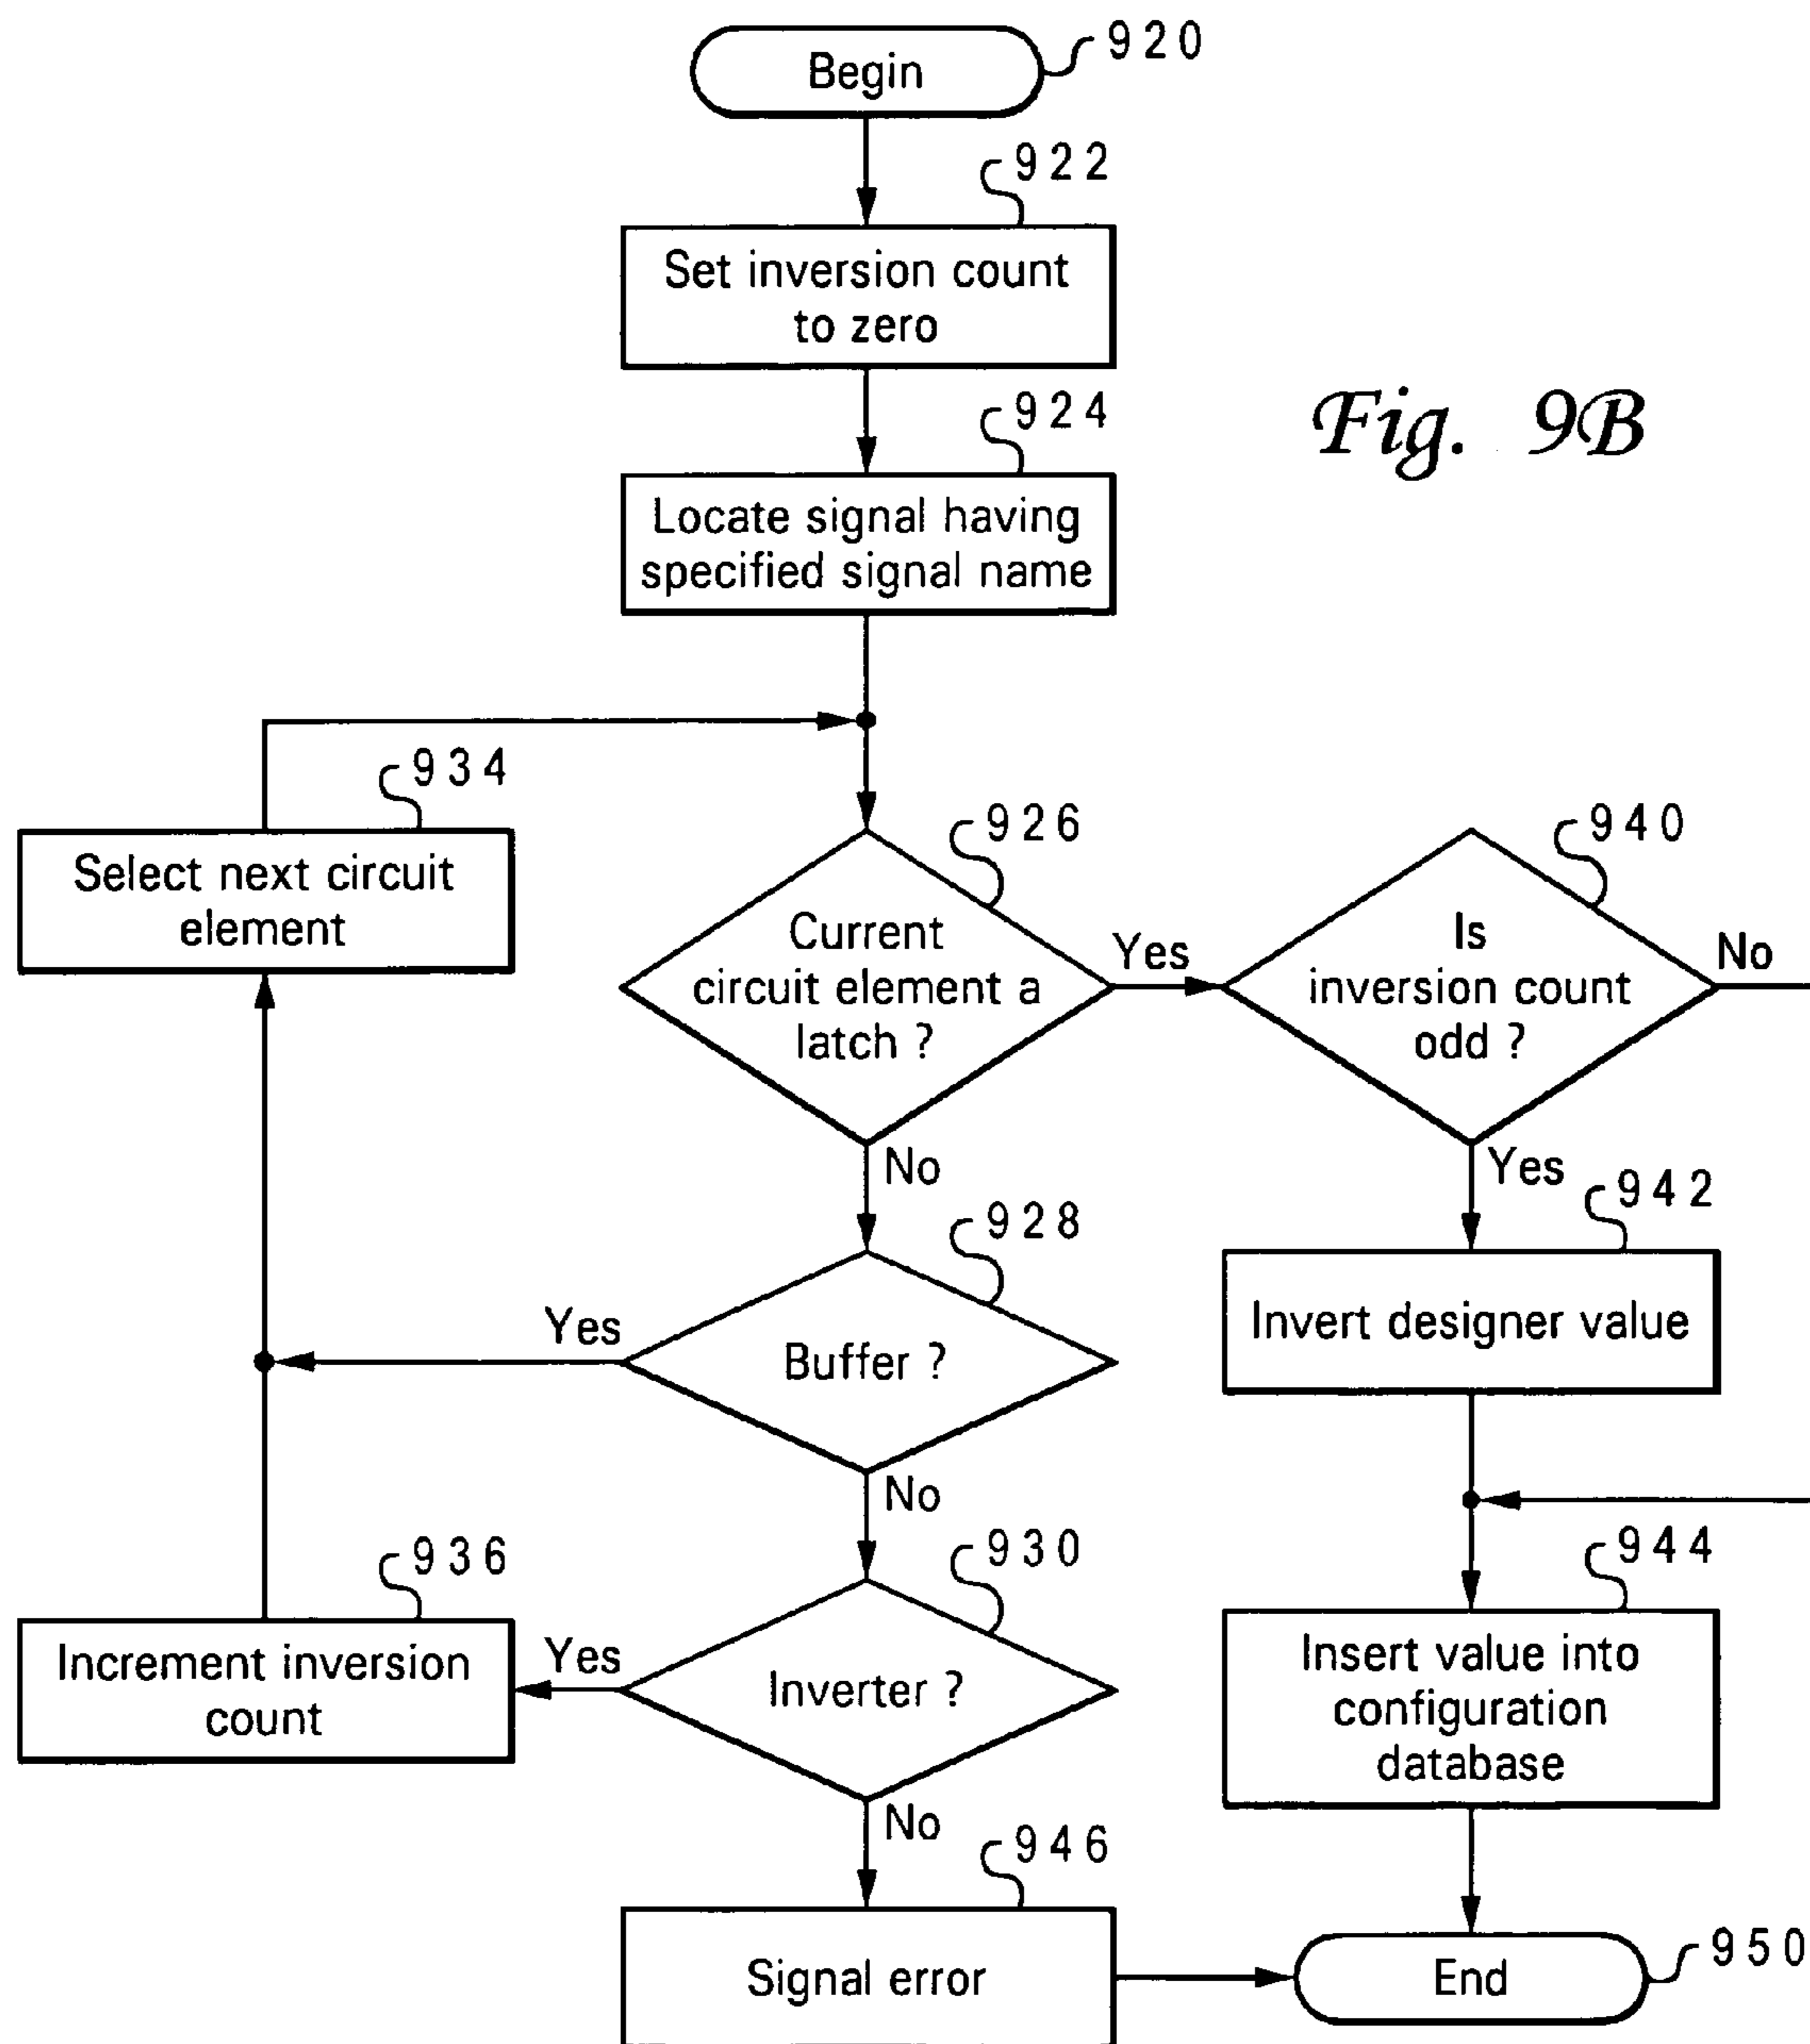 Begin
920
922
Set inversion count
to zero
924
Locate signal having
specified signal name
Fig. 9B
934
Select next circuit
element
926
Current
circuit element a
latch ?
Yes
No
940
Is
inversion count
odd ?
No
Yes
928
Buffer ?
Yes
No
942
Invert designer value
936
Increment inversion
count
930
Inverter ?
Yes
No
944
Insert value into
configuration
database
946
Signal error
End
950